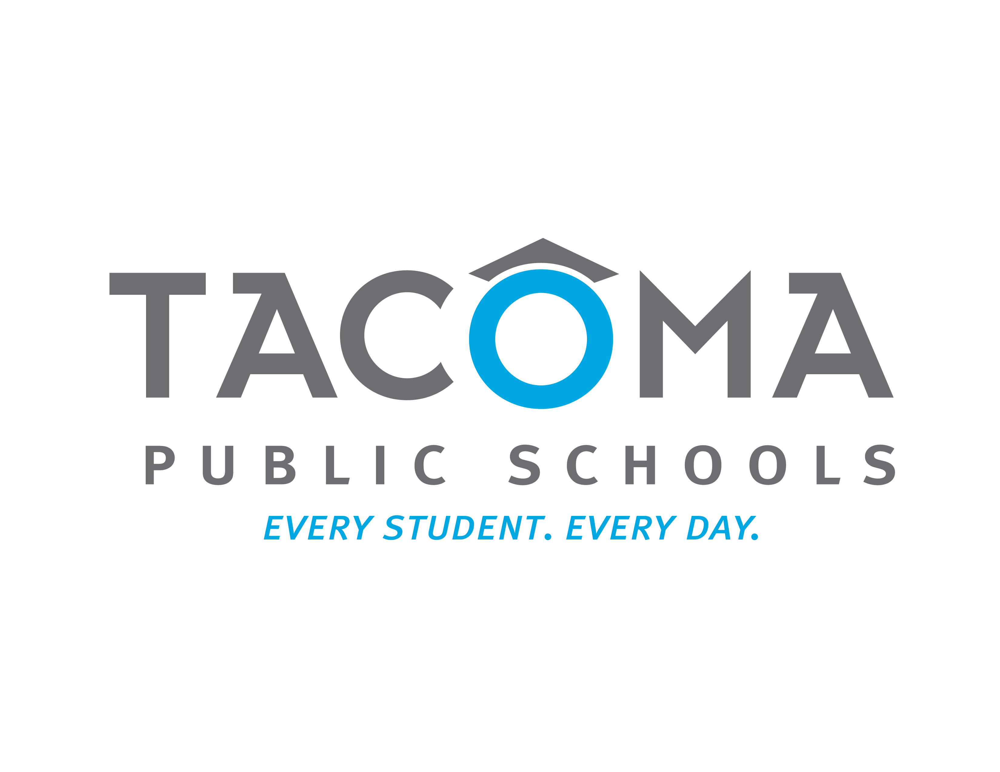 TACOMA
PUBLIC SCHOOLS
EVERY STUDENT. EVERY DAY.